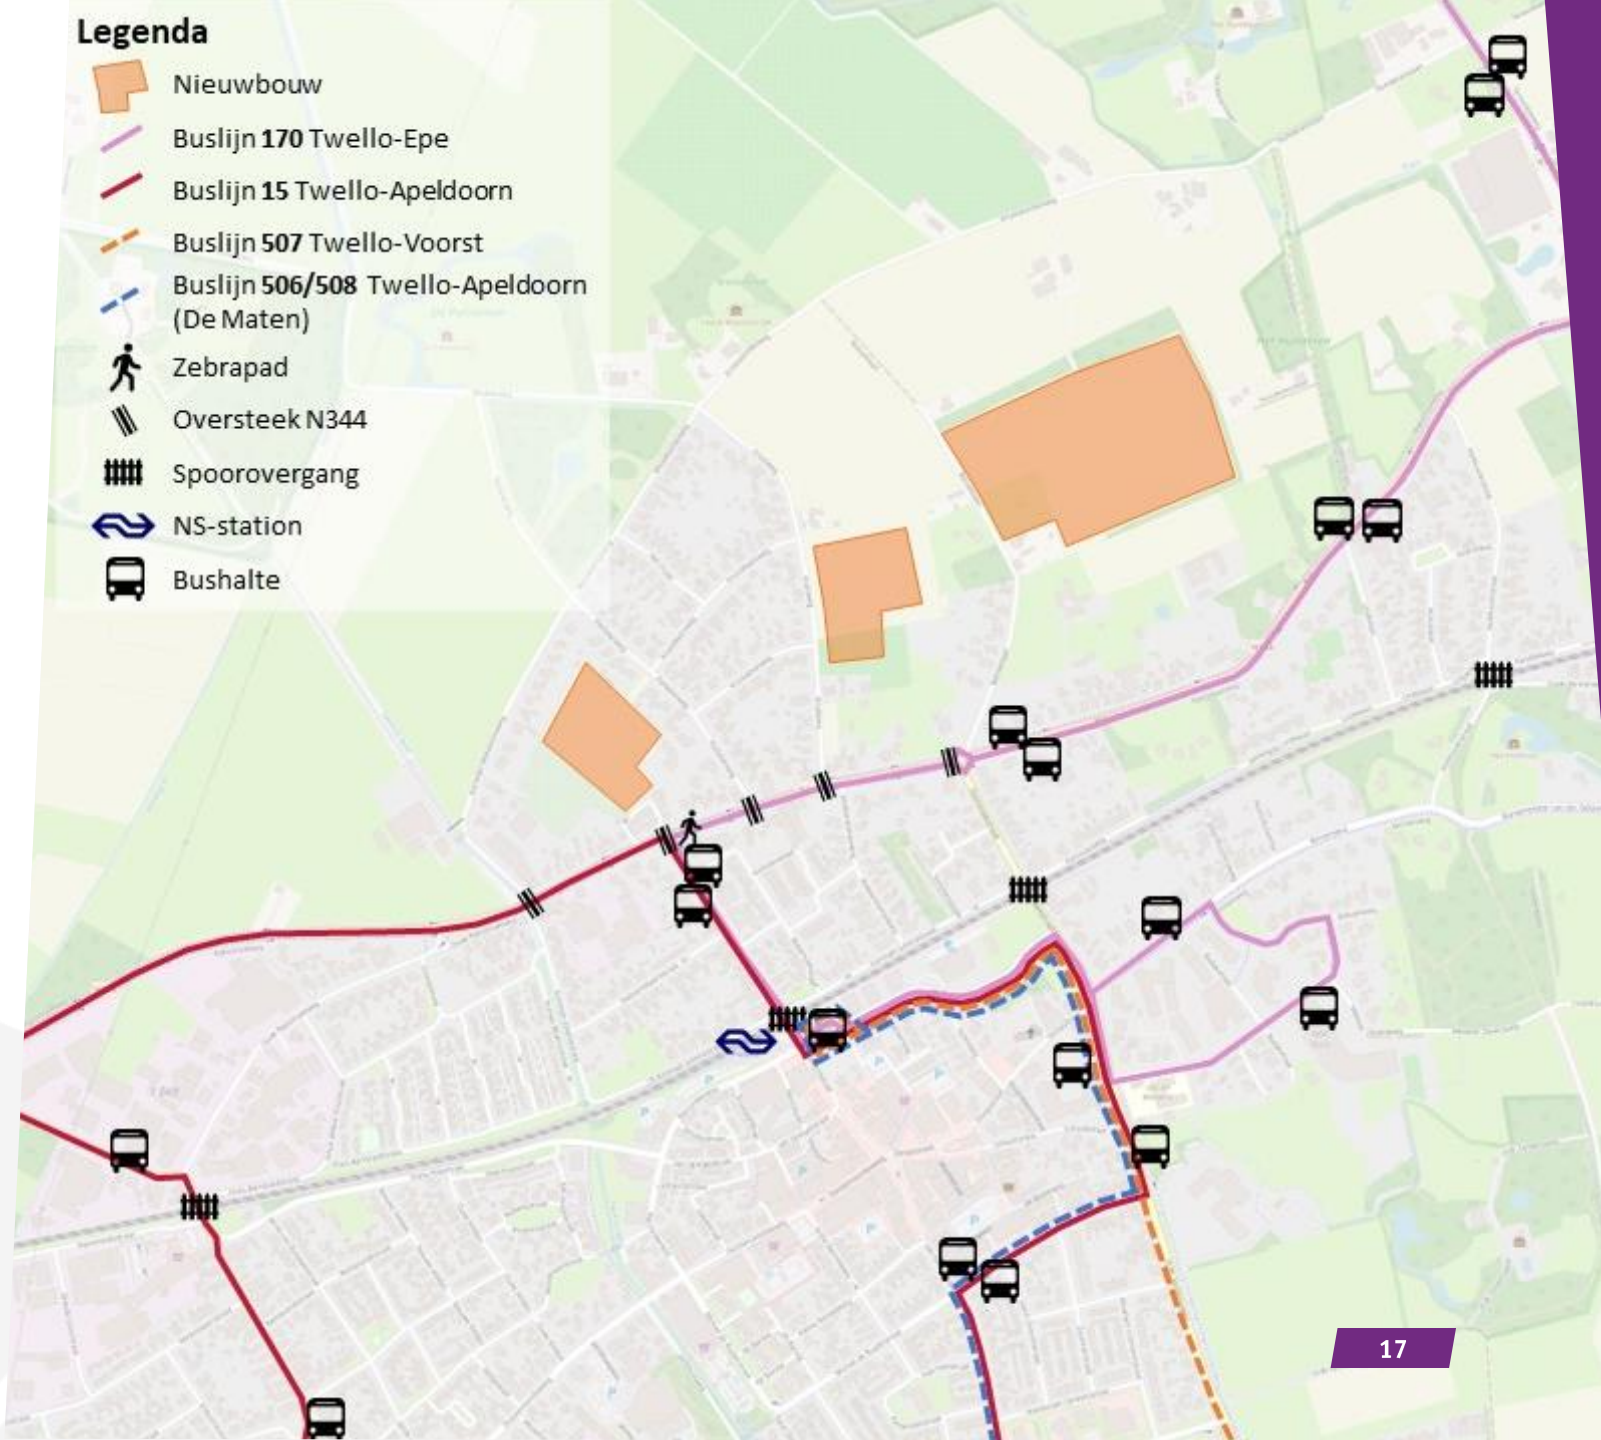 Legenda
Nieuwbouw
Buslijn 170 Twello-Epe
Buslijn 15 Twello-Apeldoorn
Buslijn 507 Twello-Voorst
Buslijn 506/508 Twello-Apeldoorn
(De Maten)
Zebrapad
Oversteek N344
Spoorovergang
NS-station
Bushalte
17